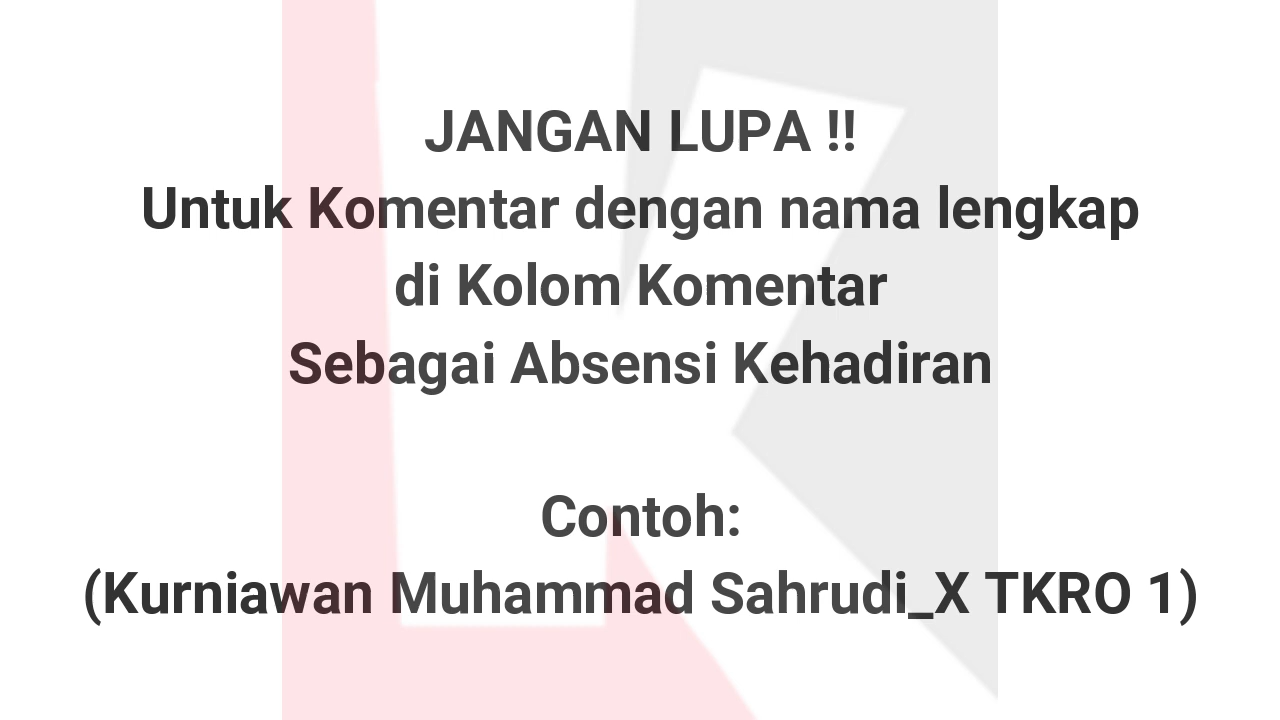 JANGAN LUPA !!
Untuk Komentar dengan nama lengkap
di Kolom Komentar
Sebagai Absensi Kehadiran
Contoh:
(Kurniawan Muhammad Sahrudi_X TKRO 1)